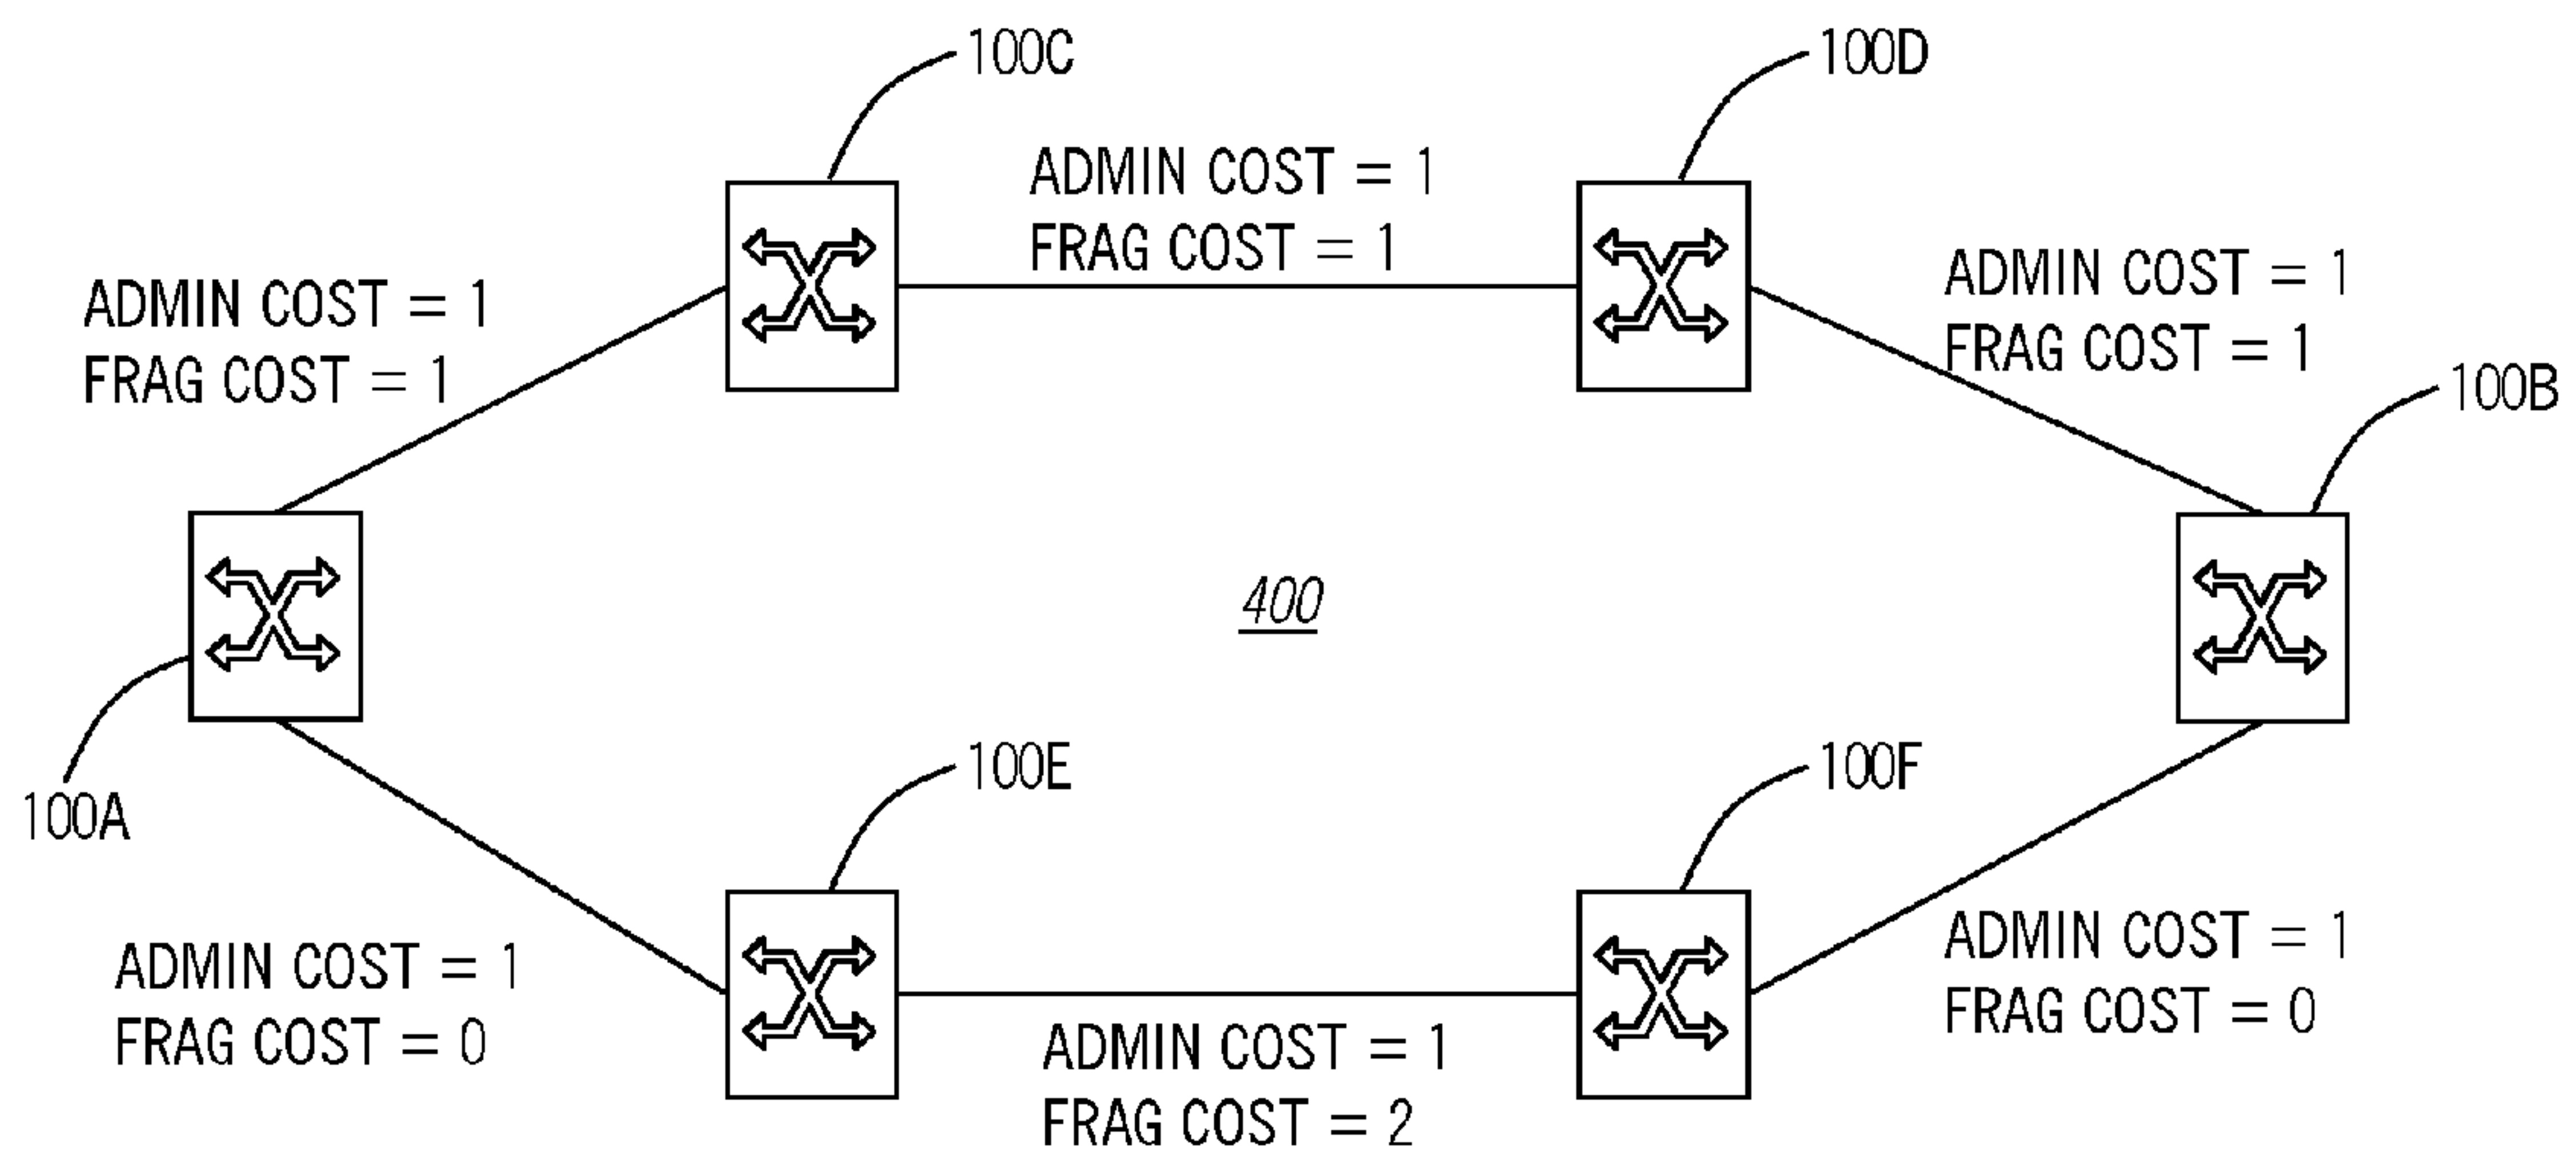 100C
100D
ADMIN COST = 1
FRAG COST = 1
ADMIN COST = 1
FRAG COST = 1
ADMIN COST = 1
FRAG COST = 1
100B
400
100A
100E
100F
ADMIN COST = 1
FRAG COST = 0
ADMIN COST = 1
FRAG COST = 2
ADMIN COST = 1
FRAG COST = 0